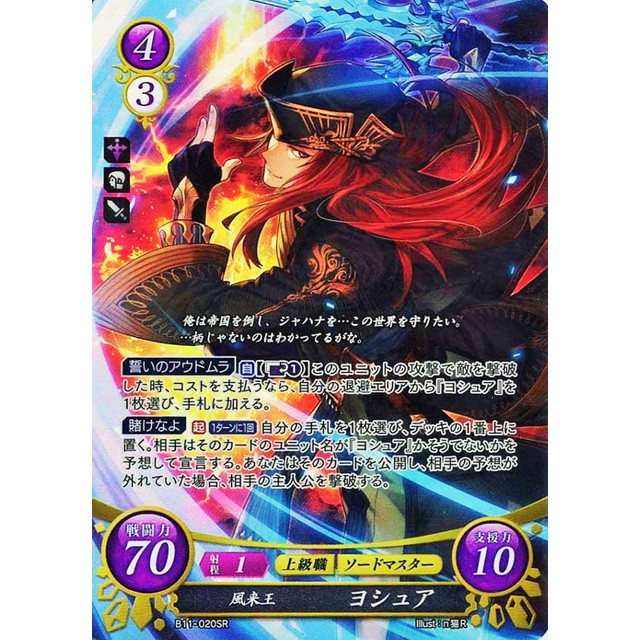 4
3
俺は帝国を倒し、ジャハナを…この世界を守りたい。
…柄じゃないのはわかってるがな。
誓いのアウドムラ 自【1】このユニットの攻撃で敵を撃破
した時、コストを支払うなら、自分の退避エリアから『ヨシュア』を
1枚選び、手札に加える。
賭けなよ 起 1ターンに1回 自分の手札を1枚選び、デッキの1番上に
置く。相手はそのカードのユニット名が『ヨシュア』かそうでないかを
予想して宣言する。あなたはそのカードを公開し、相手の予想が
外れていた場合、相手の主人公を撃破する。
戦闘力
70
射程 1 上級職 ソードマスター
支援力
10
風来王 ヨシュア
B11-020SR Illust：n猫R